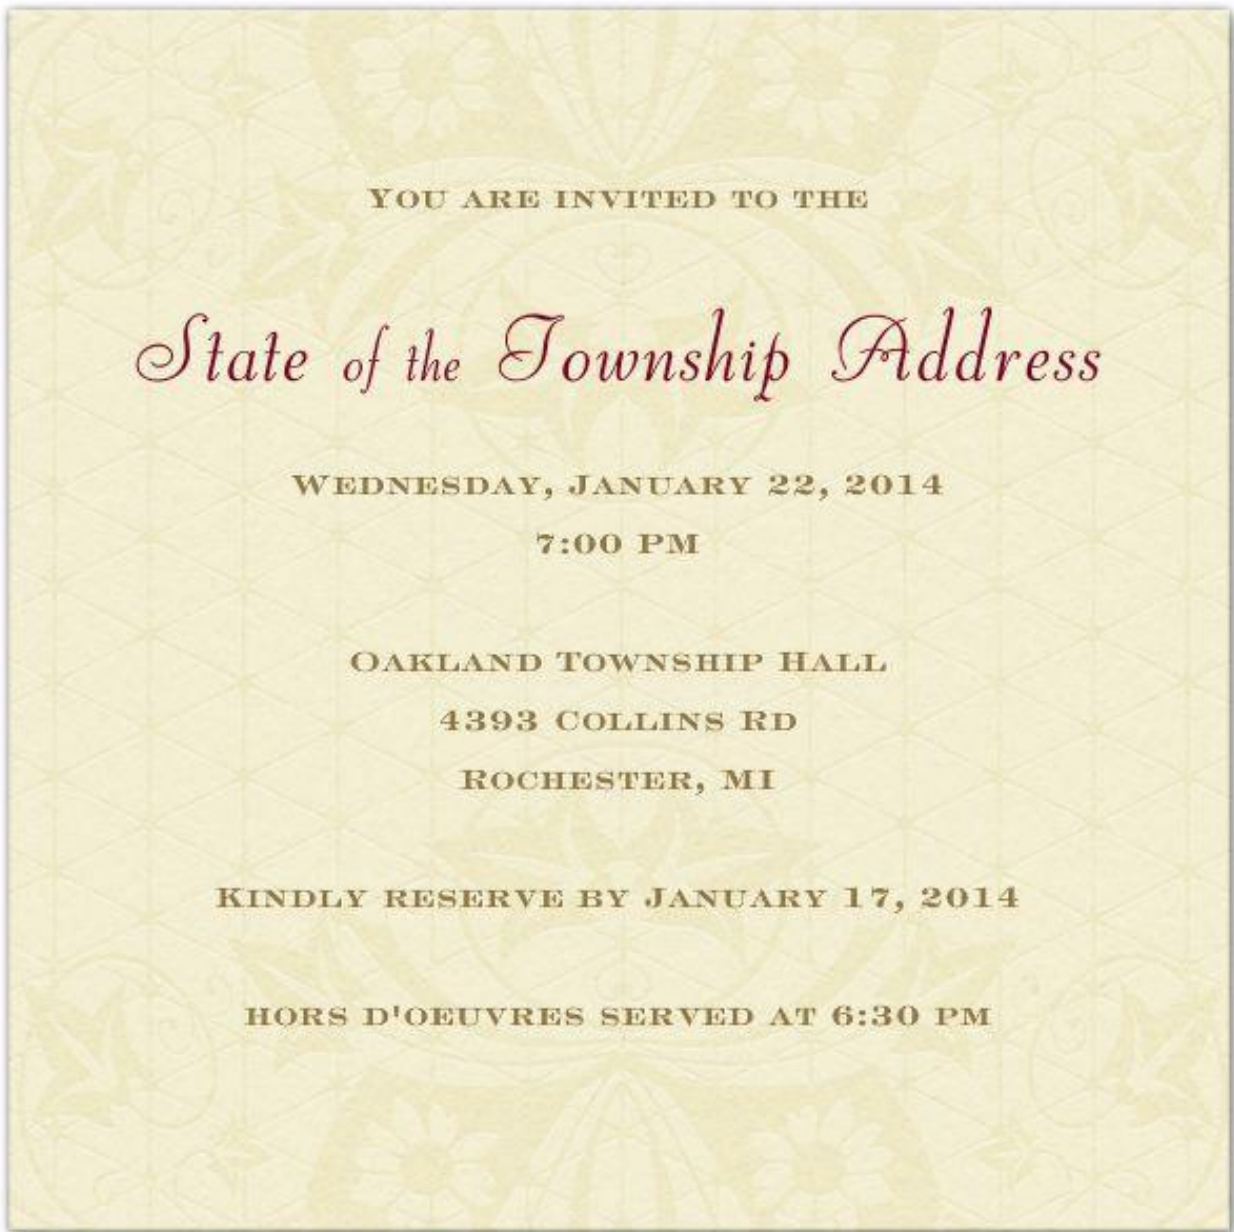 You are invited to the
State of the Township Address
Wednesday, January 22, 2014
7:00 PM
Oakland Township Hall
4393 Collins Rd
Rochester, MI
Kindly reserve by January 17, 2014
hors d'oeuvres served at 6:30 pm